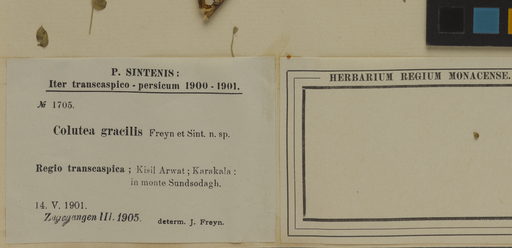 P. SINTENIS:
Iter transcaspico-persicum 1900-1901.
№ 1705.
Colutea gracilis Freyn et Sint. n. sp.
Regio transcaspica; Kisil Arwat; Karakala:
in monte Sundsodagh.
14. V. 1901.
Zugegangen III. 1905. determ. J. Freyn.
HERBARIUM REGIUM MONACENSE.